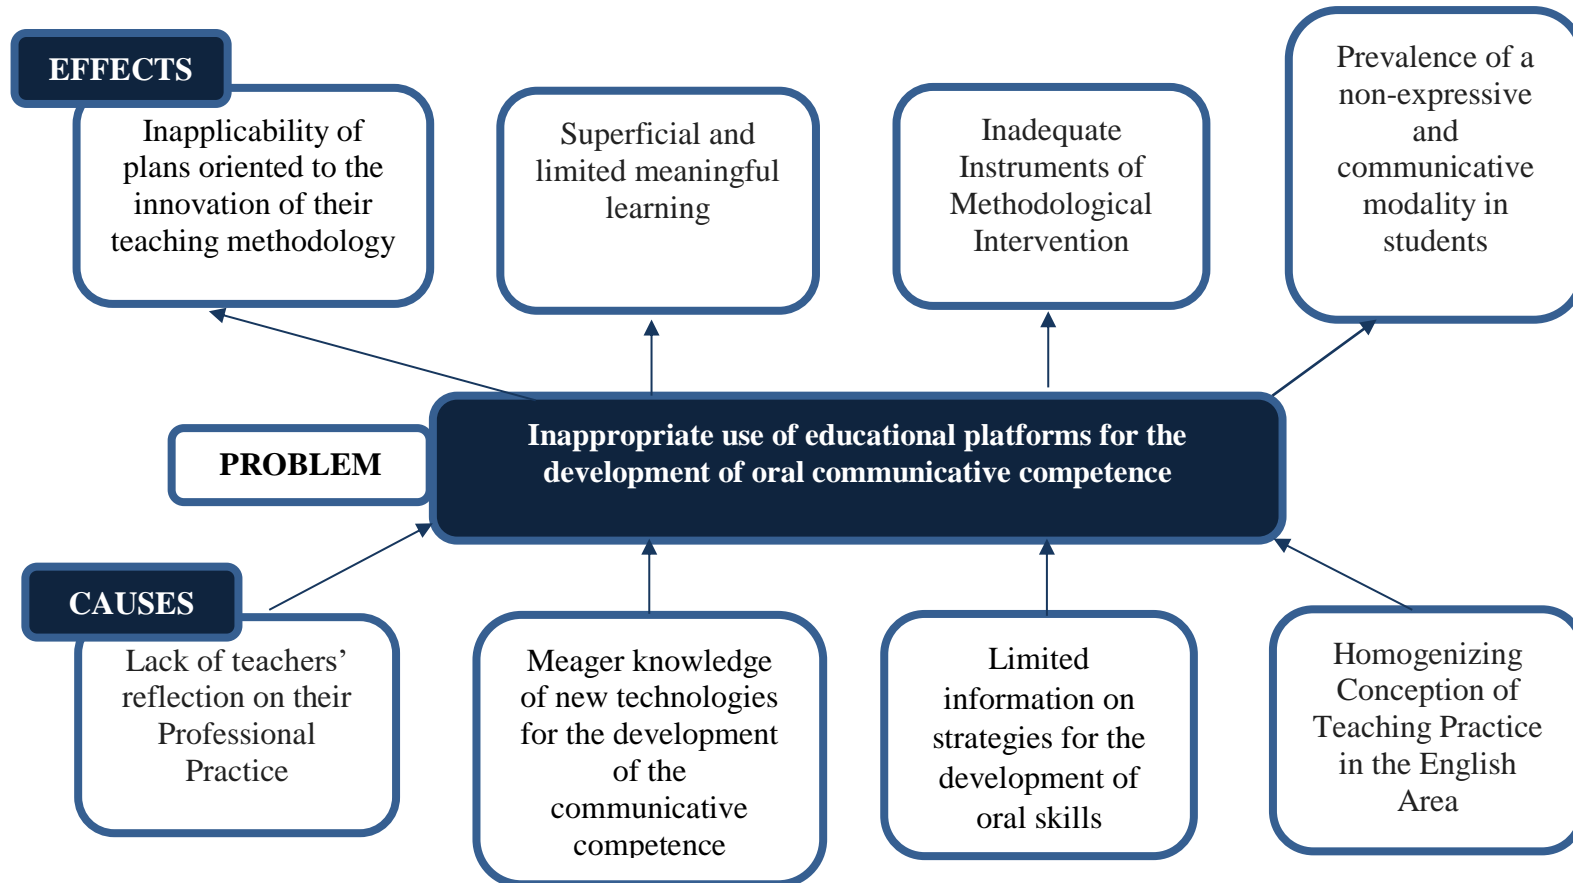 EFFECTS
Inapplicability of
plans oriented to the
innovation of their
teaching methodology
Superficial and
limited meaningful
learning
Inadequate
Instruments of
Methodological
Intervention
Prevalence of a
non-expressive
and
communicative
modality in
students
PROBLEM
Inappropriate use of educational platforms for the
development of oral communicative competence
CAUSES
Lack of teachers’
reflection on their
Professional
Practice
Meager knowledge
of new technologies
for the development
of the
communicative
competence
Limited
information on
strategies for the
development of
oral skills
Homogenizing
Conception of
Teaching Practice
in the English
Area